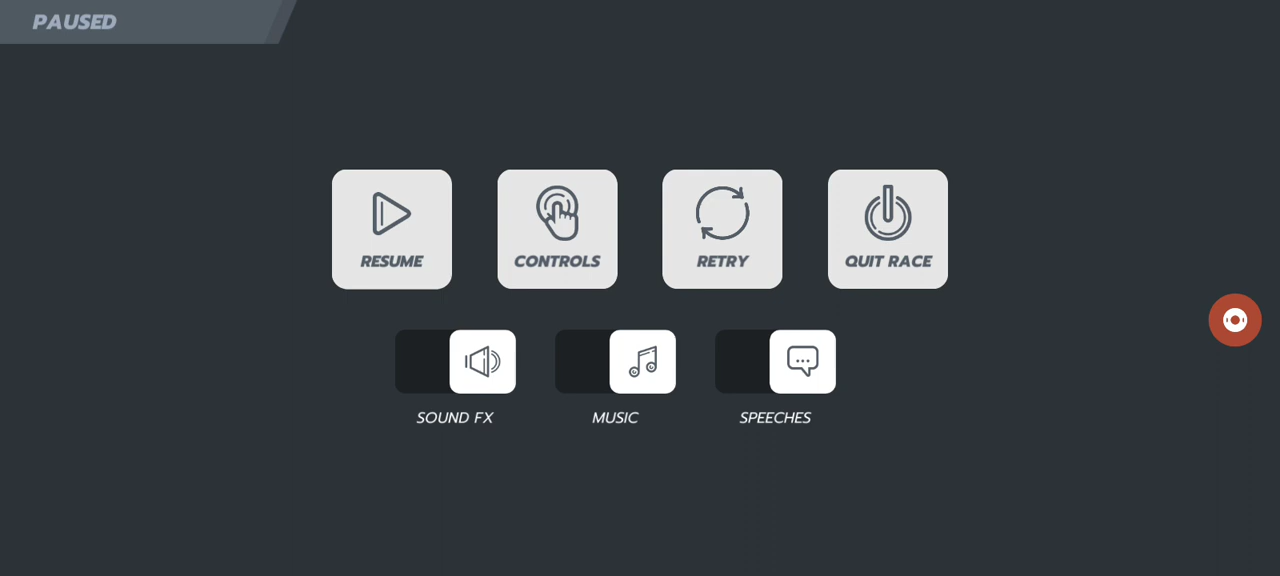 PAUSED
RESUME
CONTROLS
RETRY
QUIT RACE
SOUND FX
MUSIC
SPEECHES